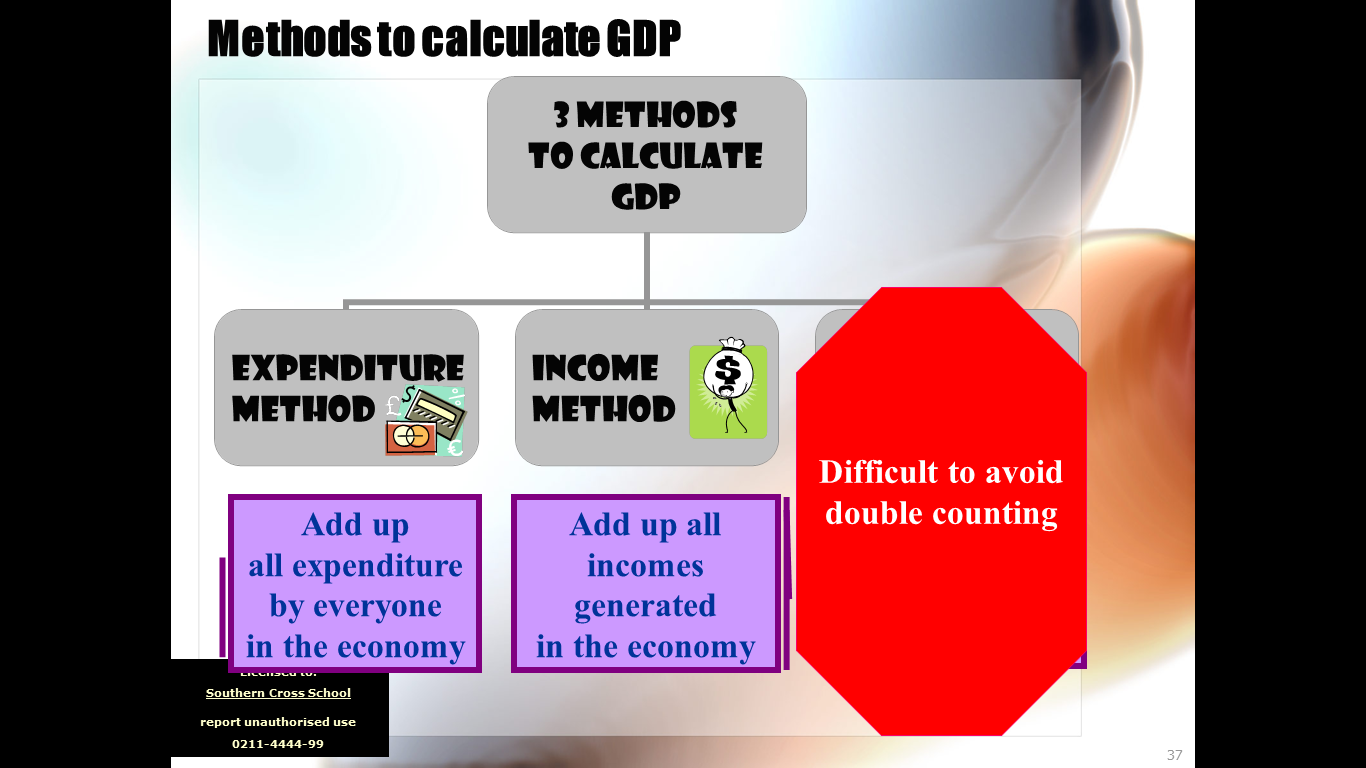 Methods to calculate GDP
3 METHODS
TO CALCULATE
GDP
EXPENDITURE
METHOD
INCOME
METHOD
$
£
%
€
Difficult to avoid
double counting
Add up
all expenditure
by everyone
in the economy
Add up all
incomes
generated
in the economy
Licensed to:
Southern Cross School
report unauthorised use
0211-4444-99
37